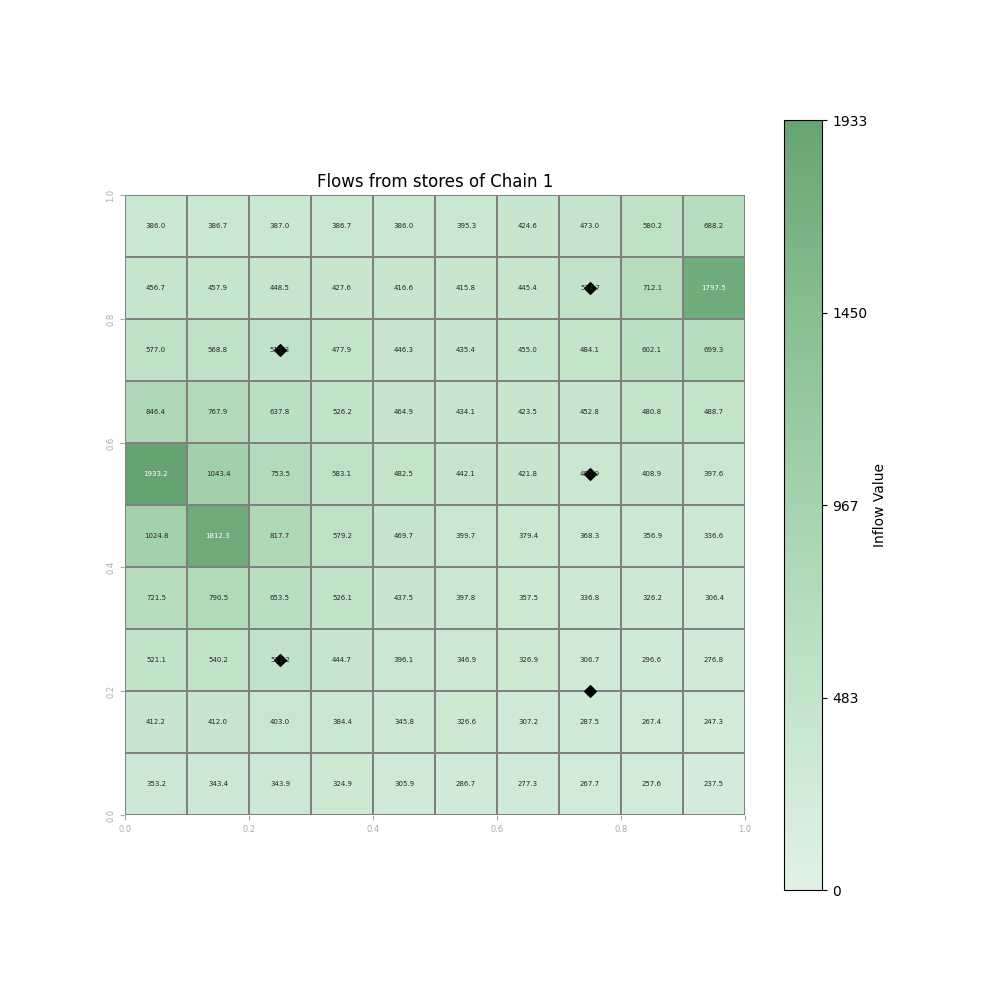 Flows from stores of Chain 1
1.0
386.0 386.7 387.0 386.7 386.0 395.3 424.6 473.0 580.2 688.2
456.7 457.9 448.5 427.6 416.6 415.8 445.4 712.1 1797.5
0.8
577.0 568.8 477.9 446.3 435.4 455.0 484.1 602.1 699.3
846.4 767.9 637.8 526.2 464.9 434.1 423.5 452.8 480.8 488.7
0.6
1933.2 1043.4 753.5 583.1 482.5 442.1 421.8 408.9 397.6
1024.8 1812.3 817.7 579.2 469.7 399.7 379.4 368.3 356.9 336.6
0.4
721.5 790.5 653.5 526.1 437.5 397.8 357.5 336.8 326.2 306.4
521.1 540.2 444.7 396.1 346.9 326.9 306.7 296.6 276.8
0.2
412.2 412.0 403.0 384.4 345.8 326.6 307.2 287.5 267.4 247.3
353.2 343.4 343.9 324.9 305.9 286.7 277.3 267.7 257.6 237.5
0.0
0.0 0.2 0.4 0.6 0.8 1.0
1933
1450
967
483
0
Inflow Value